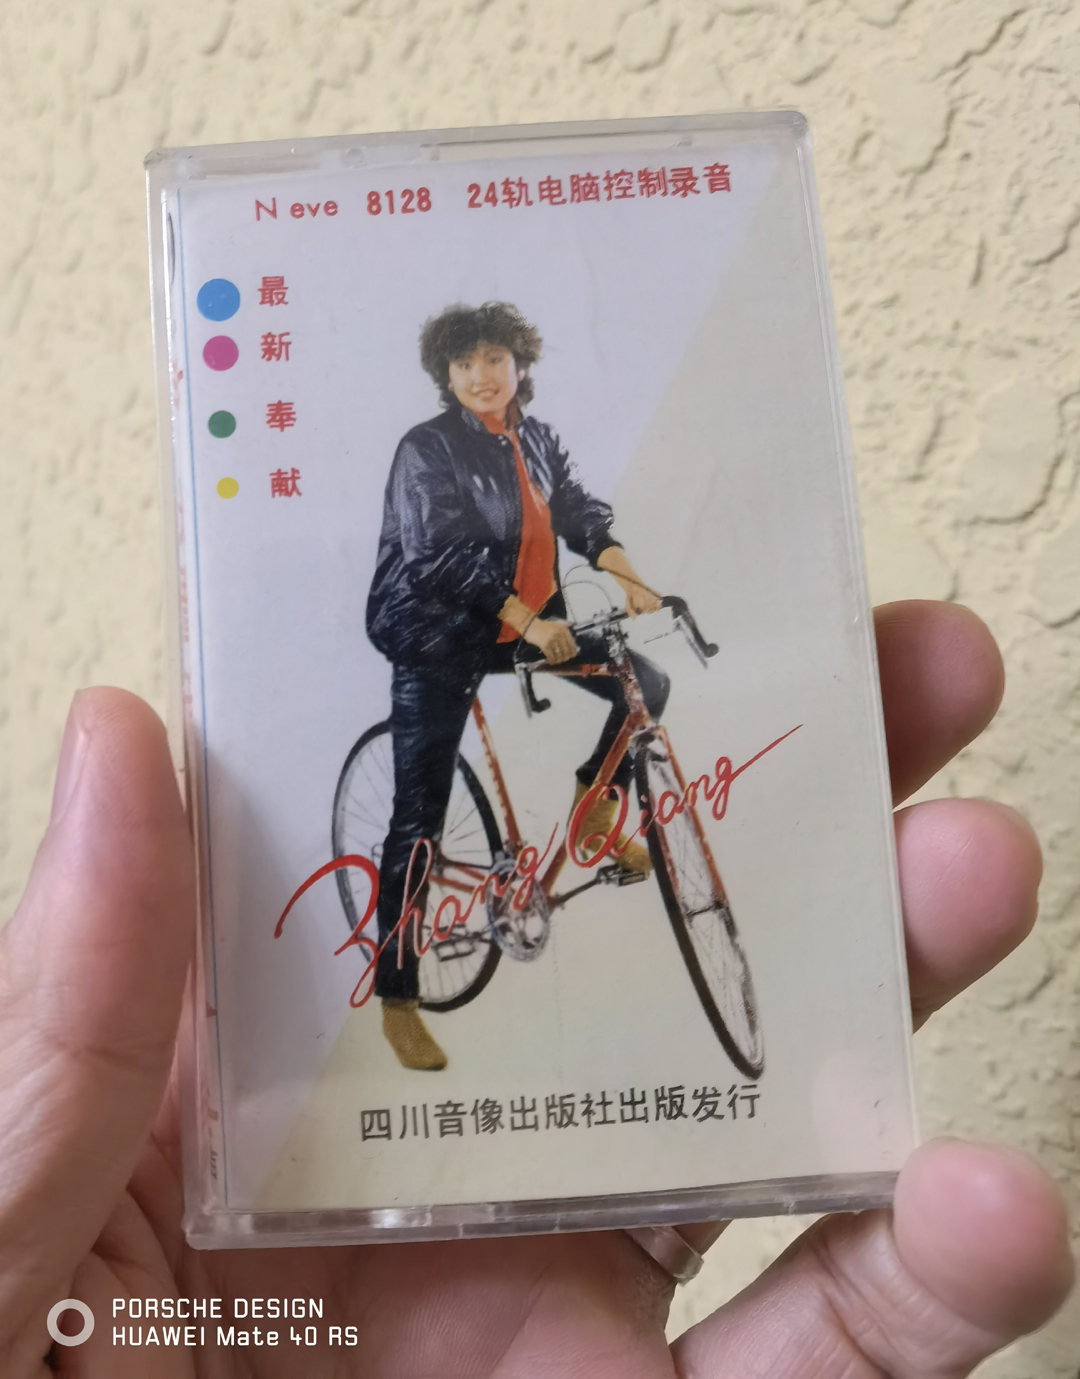 Neve 8128 24轨电脑控制录音
最
新
奉
献
Zhang Qiang
四川音像出版社出版发行
PORSCHE DESIGN
HUAWEI Mate 40 RS